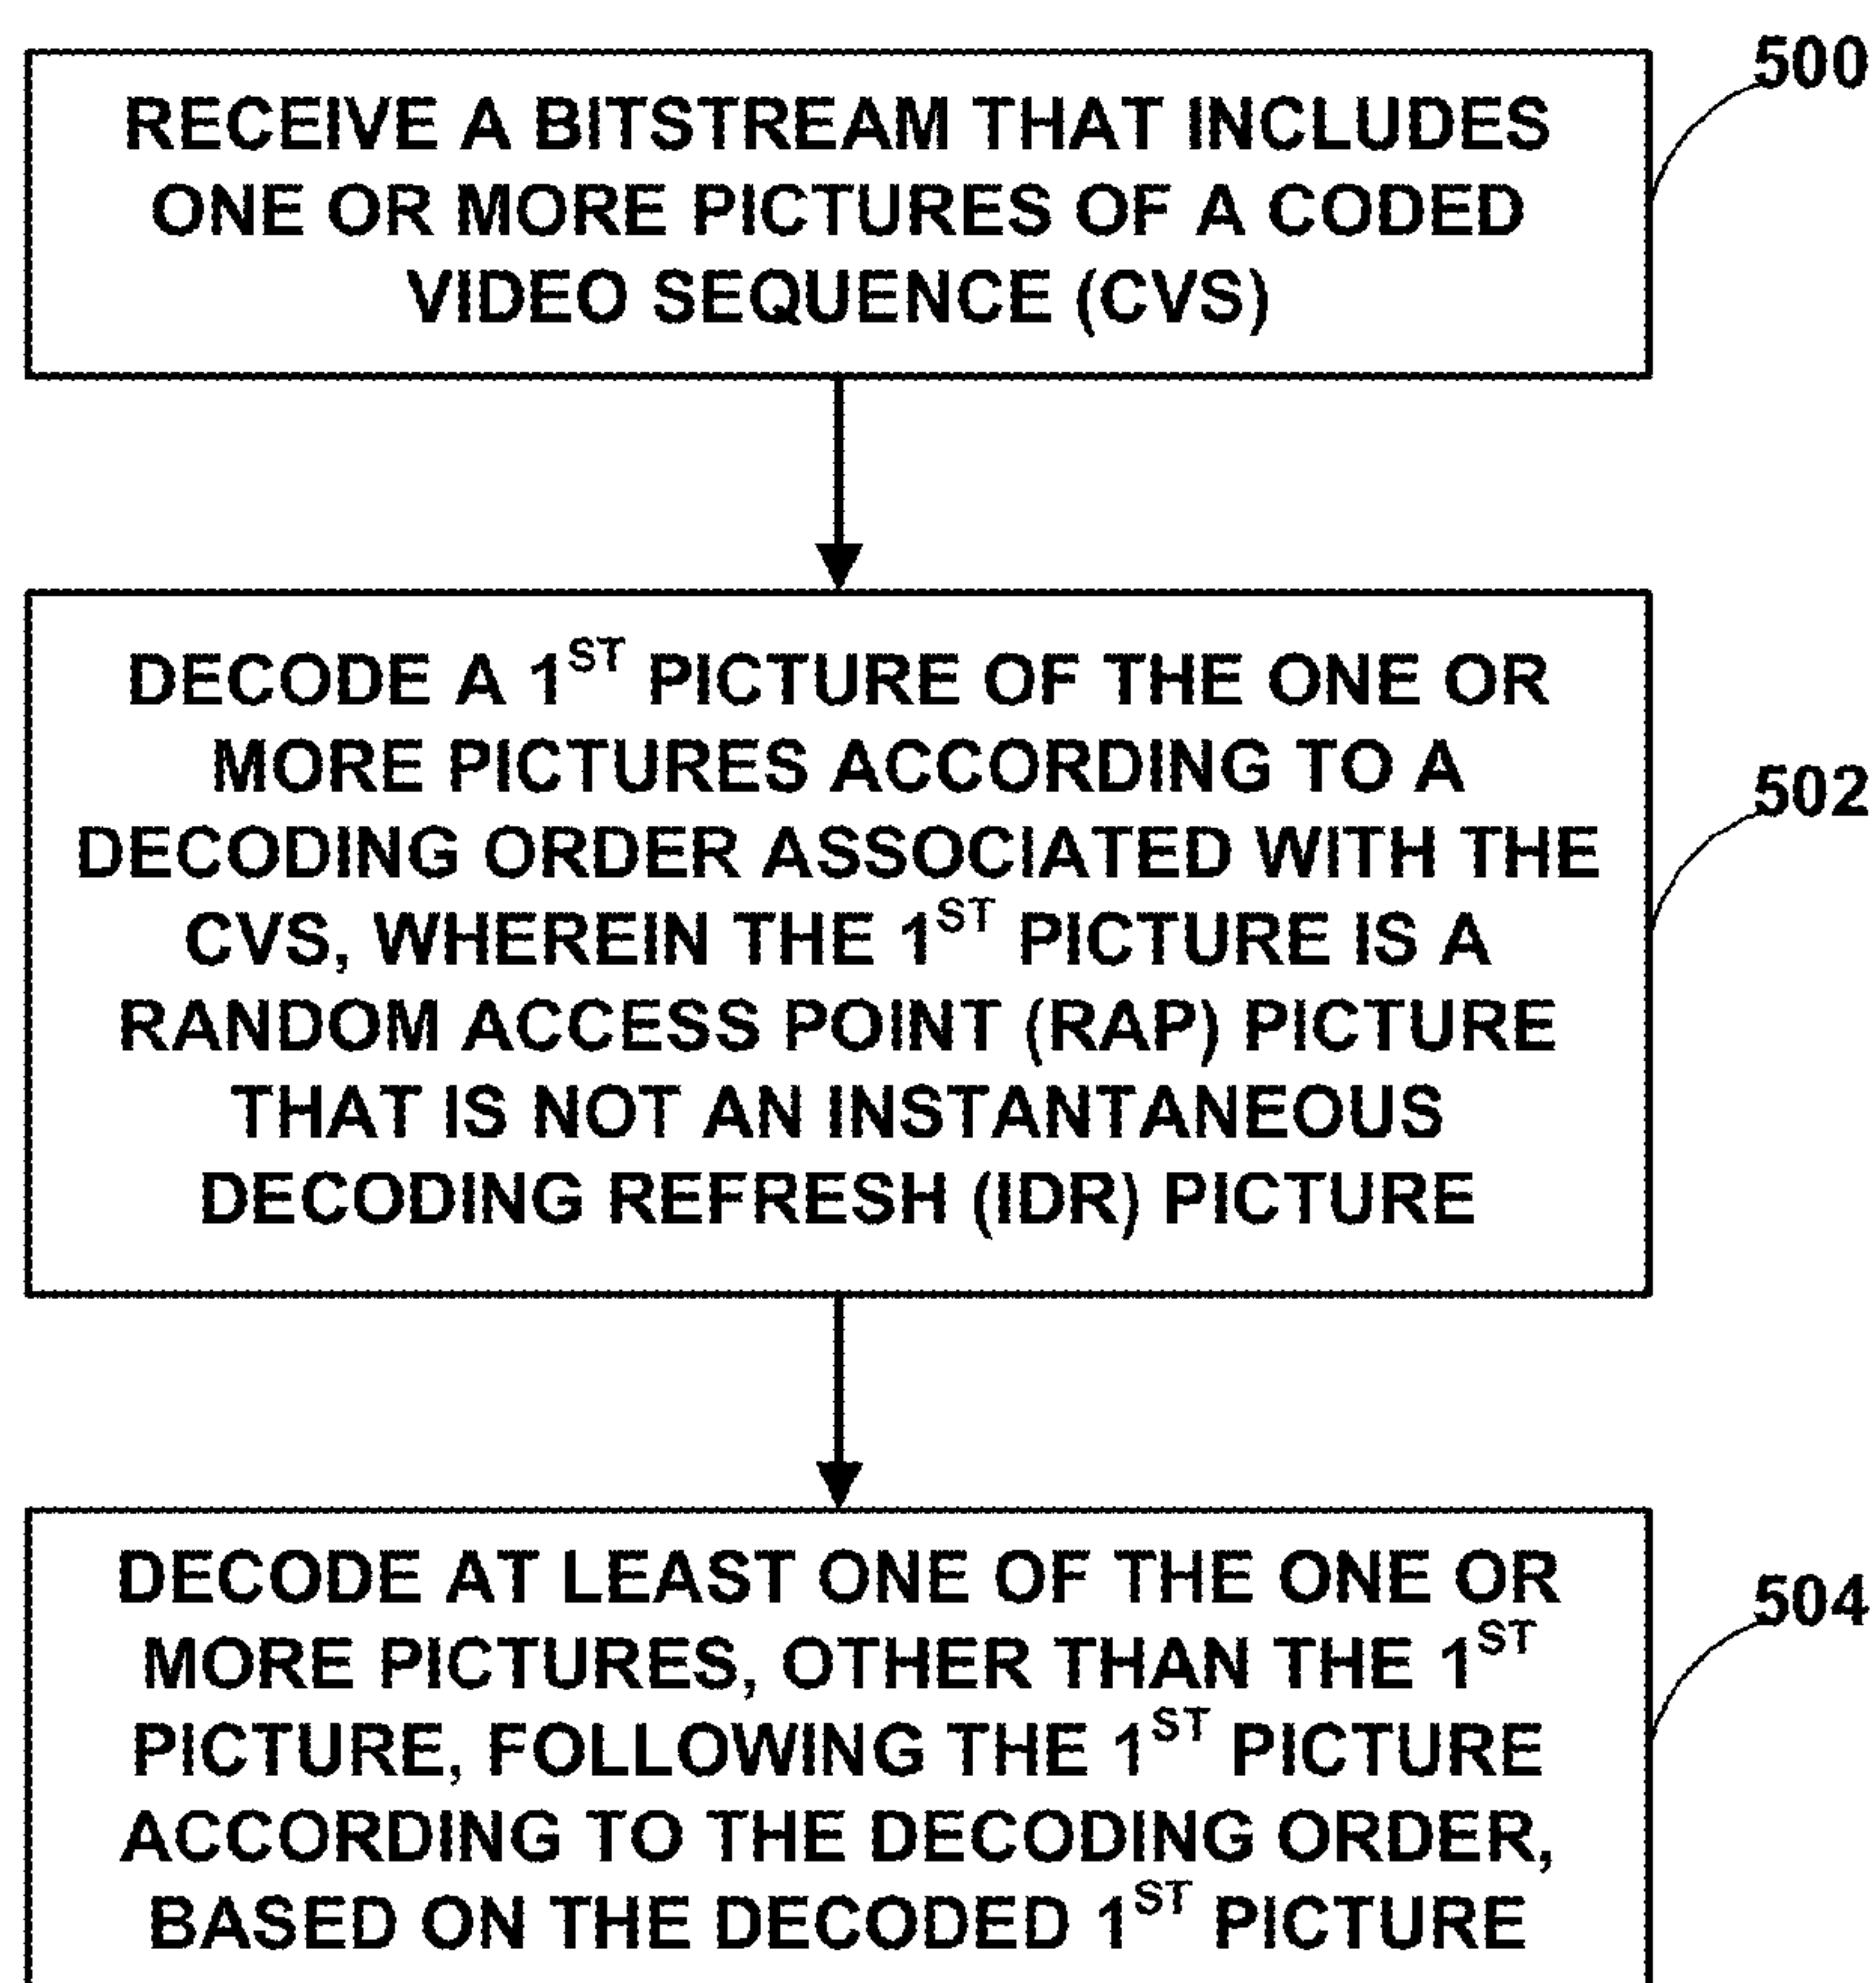 500
RECEIVE A BITSTREAM THAT INCLUDES
ONE OR MORE PICTURES OF A CODED
VIDEO SEQUENCE (CVS)
DECODE A 1ST PICTURE OF THE ONE OR
MORE PICTURES ACCORDING TO A
502
DECODING ORDER ASSOCIATED WITH THE
CVS, WHEREIN THE 1ST PICTURE IS A
RANDOM ACCESS POINT (RAP) PICTURE
THAT IS NOT AN INSTANTANEOUS
DECODING REFRESH (IDR) PICTURE
DECODE AT LEAST ONE OF THE ONE OR
504
MORE PICTURES, OTHER THAN THE 1ST
PICTURE, FOLLOWING THE 1ST PICTURE
ACCORDING TO THE DECODING ORDER,
BASED ON THE DECODED 1ST PICTURE